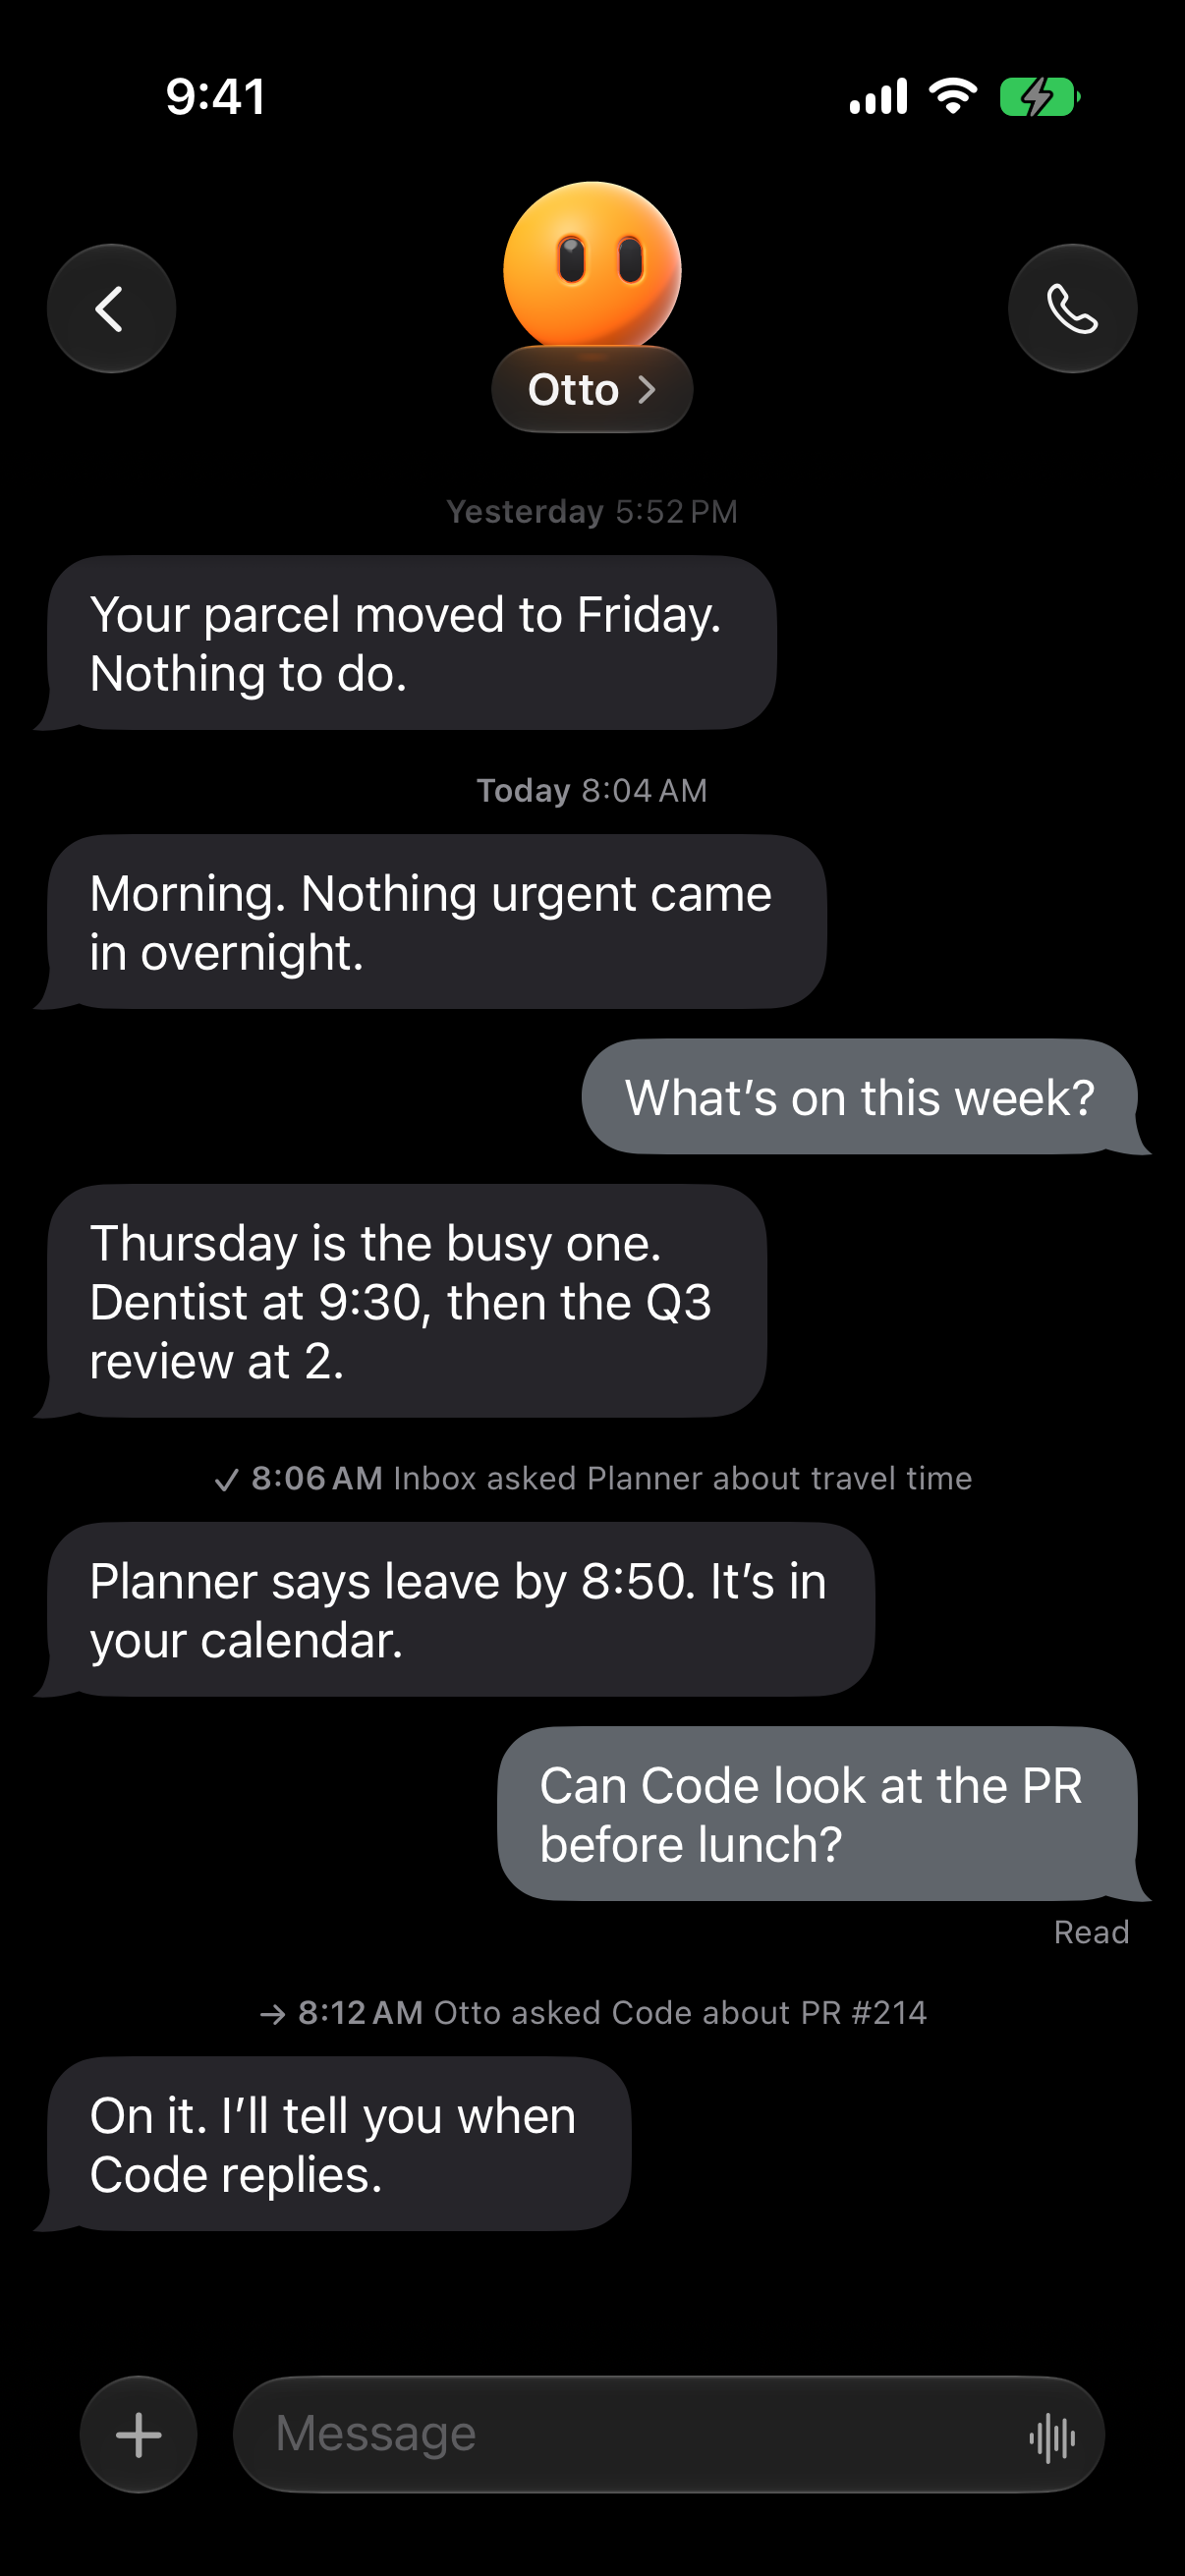 9:41
Otto
Yesterday 5:52 PM
Your parcel moved to Friday.
Nothing to do.
Today 8:04 AM
Morning. Nothing urgent came
in overnight.
What’s on this week?
Thursday is the busy one.
Dentist at 9:30, then the Q3
review at 2.
✓ 8:06 AM Inbox asked Planner about travel time
Planner says leave by 8:50. It’s in
your calendar.
Can Code look at the PR
before lunch?
Read
→ 8:12 AM Otto asked Code about PR #214
On it. I’ll tell you when
Code replies.
Message